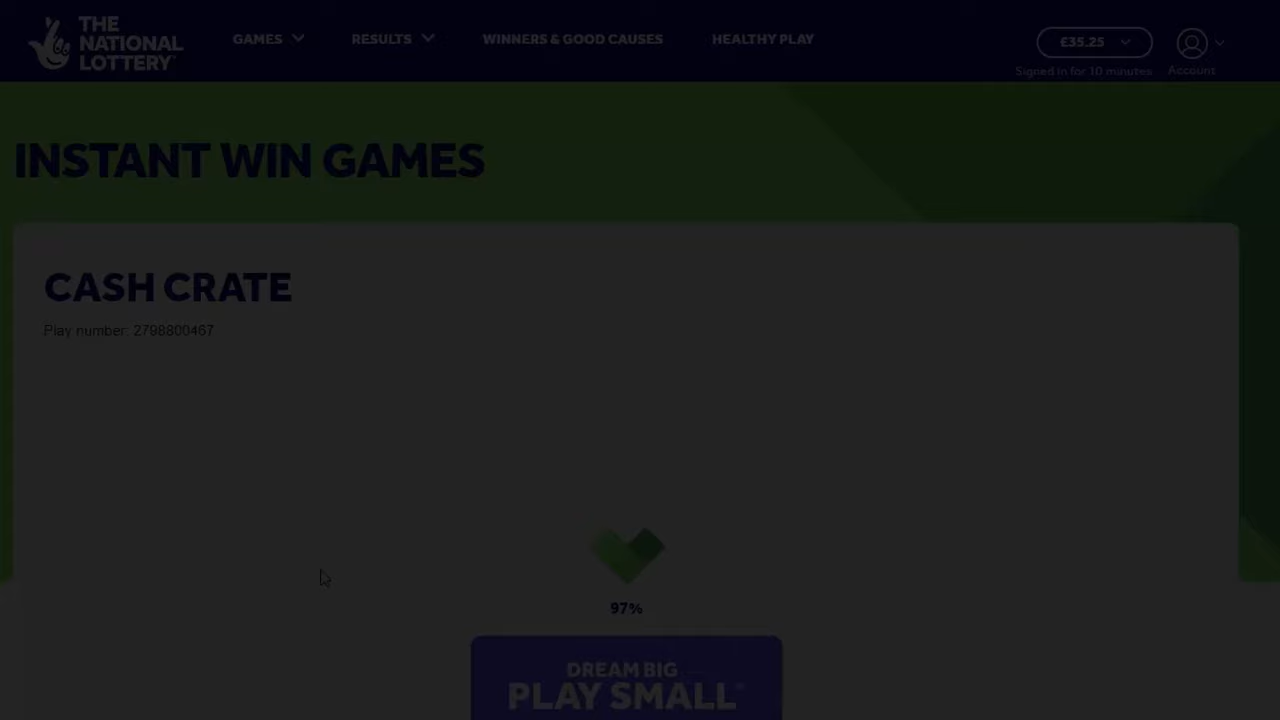 THE
NATIONAL
LOTTERY
GAMES
RESULTS
WINNERS & GOOD CAUSES
HEALTHY PLAY
£35.25
Signed in for 10 minutes
Account
INSTANT WIN GAMES
CASH CRATE
Play number: 2798800467
97%
DREAM BIG
PLAY SMALL